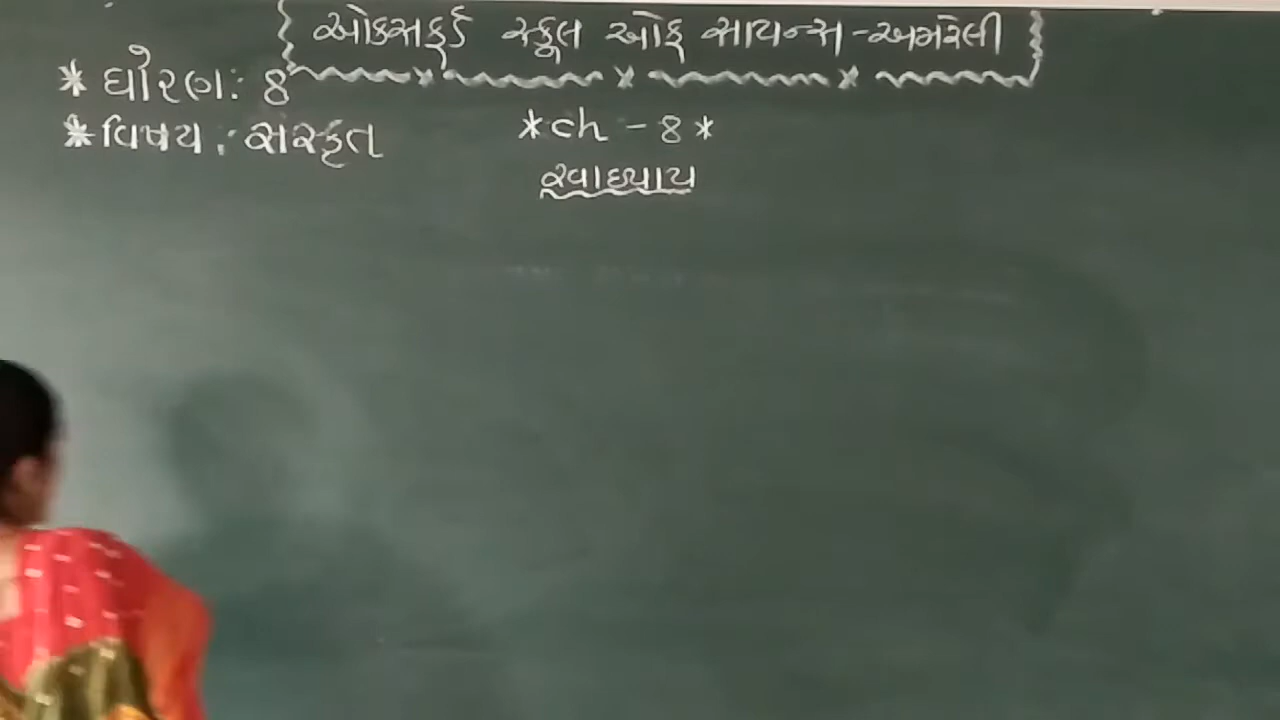 ઓક્સફર્ડ સ્કૂલ ઓફ સાયન્સ-અમરેલી
* ધોરણ: 8
* વિષય: સંસ્કૃત
* ch - 8 *
સ્વાધ્યાય